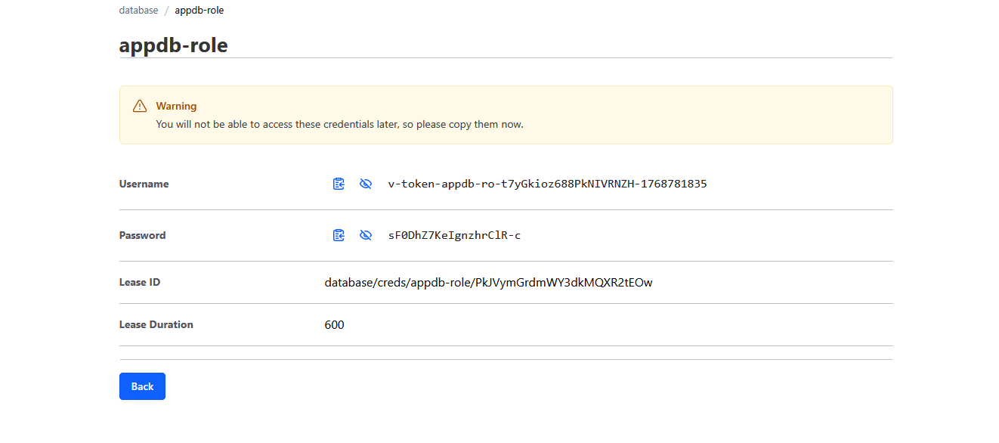 database / appdb-role
appdb-role
Warning
You will not be able to access these credentials later, so please copy them now.
Username v-token-appdb-ro-t7yGkioz688PkNIVRNZH-1768781835
Password sF0DhZ7KeIgnzhrClR-c
Lease ID database/creds/appdb-role/PkJVymGrdmWY3dkMQXR2tEOw
Lease Duration 600
Back